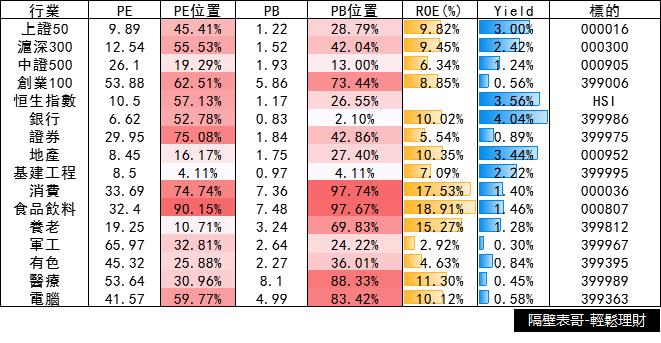 行業 PE PE位置 PB PB位置 ROE(%) Yield 標的
上證50 9.89 45.41% 1.22 28.79% 9.82% 3.00% 000016
滬深300 12.54 55.53% 1.52 42.04% 9.45% 2.42% 000300
中證500 26.1 19.29% 1.93 13.00% 6.34% 1.24% 000905
創業100 53.88 62.51% 5.86 73.44% 8.85% 0.56% 399006
恒生指數 10.5 57.13% 1.17 26.55% 3.56% HSI
銀行 6.62 52.78% 0.83 2.10% 10.02% 4.04% 399986
證券 29.95 75.08% 1.84 42.86% 5.54% 0.89% 399975
地產 8.45 16.17% 1.75 27.40% 10.35% 3.44% 000952
基建工程 8.5 4.11% 0.97 4.11% 7.09% 2.22% 399995
消費 33.69 74.74% 7.36 97.74% 17.53% 1.40% 000036
食品飲料 32.4 90.15% 7.48 97.67% 18.91% 1.46% 000807
養老 19.25 10.71% 3.24 69.83% 15.27% 1.28% 399812
軍工 65.97 32.81% 2.64 24.22% 2.92% 0.30% 399967
有色 45.32 25.88% 2.27 36.01% 4.63% 0.84% 399395
醫療 53.64 30.96% 8.1 88.33% 11.30% 0.45% 399989
電腦 41.57 59.77% 4.99 83.42% 10.12% 0.58% 399363
隔壁表哥-輕鬆理財